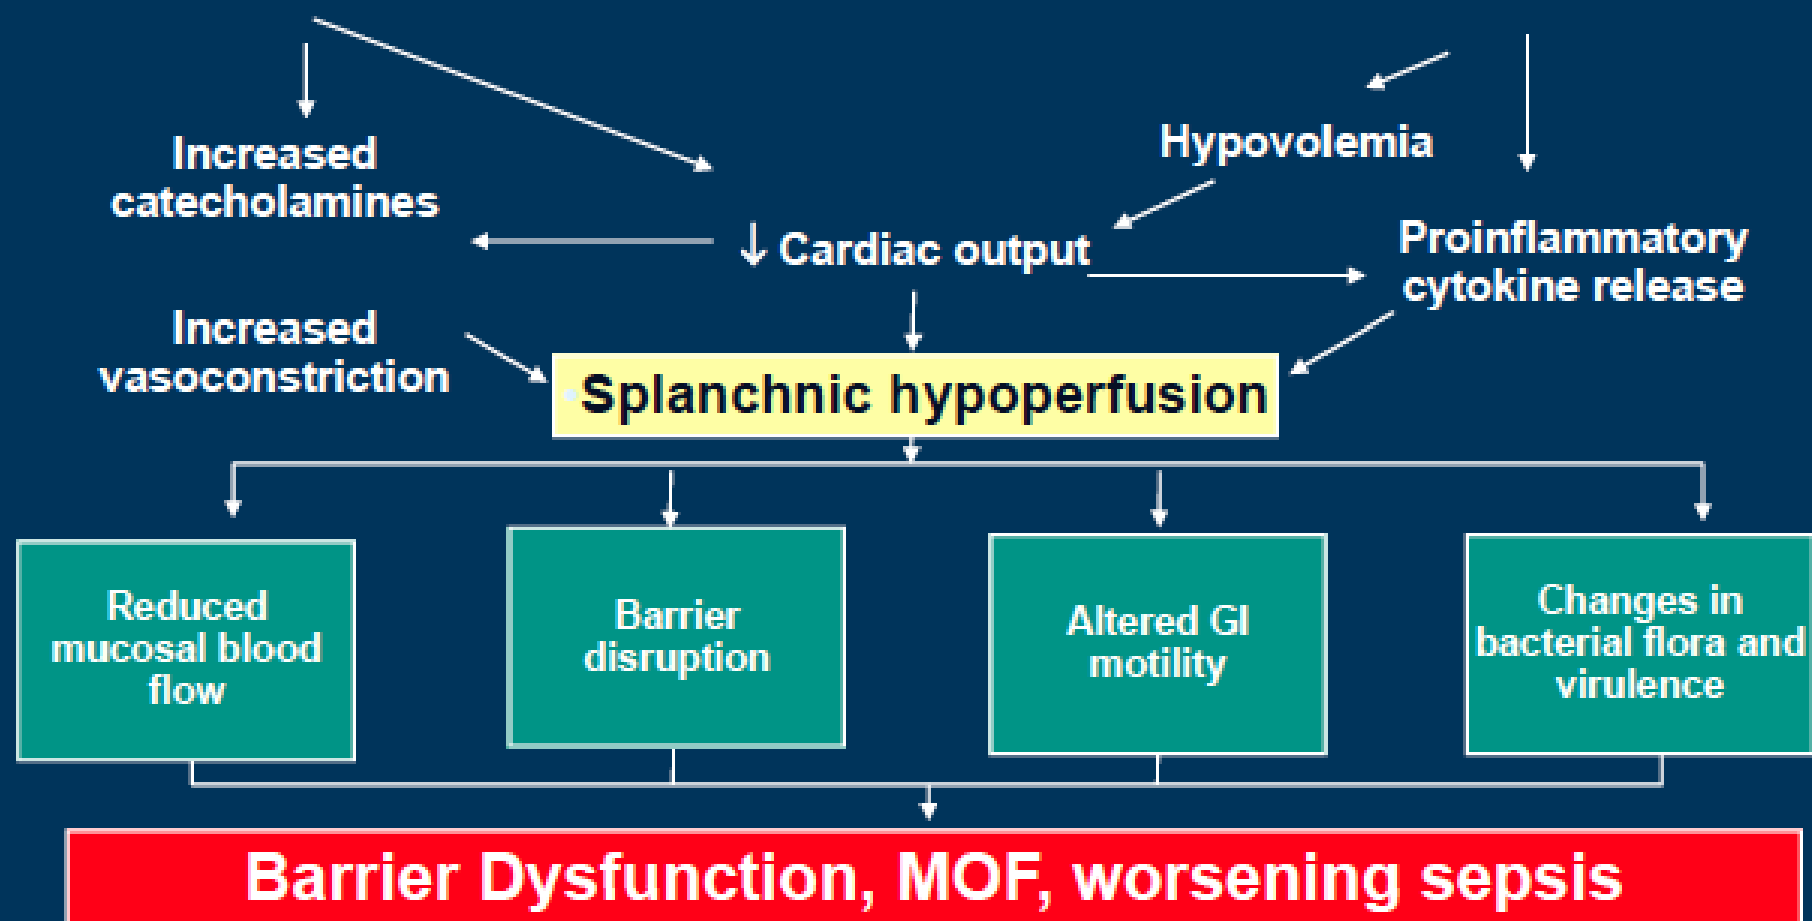 Increased
catecholamines
Hypovolemia
↓ Cardiac output
Proinflammatory
cytokine release
Increased
vasoconstriction
•Splanchnic hypoperfusion
Reduced
mucosal blood
flow
Barrier
disruption
Altered GI
motility
Changes in
bacterial flora and
virulence
Barrier Dysfunction, MOF, worsening sepsis